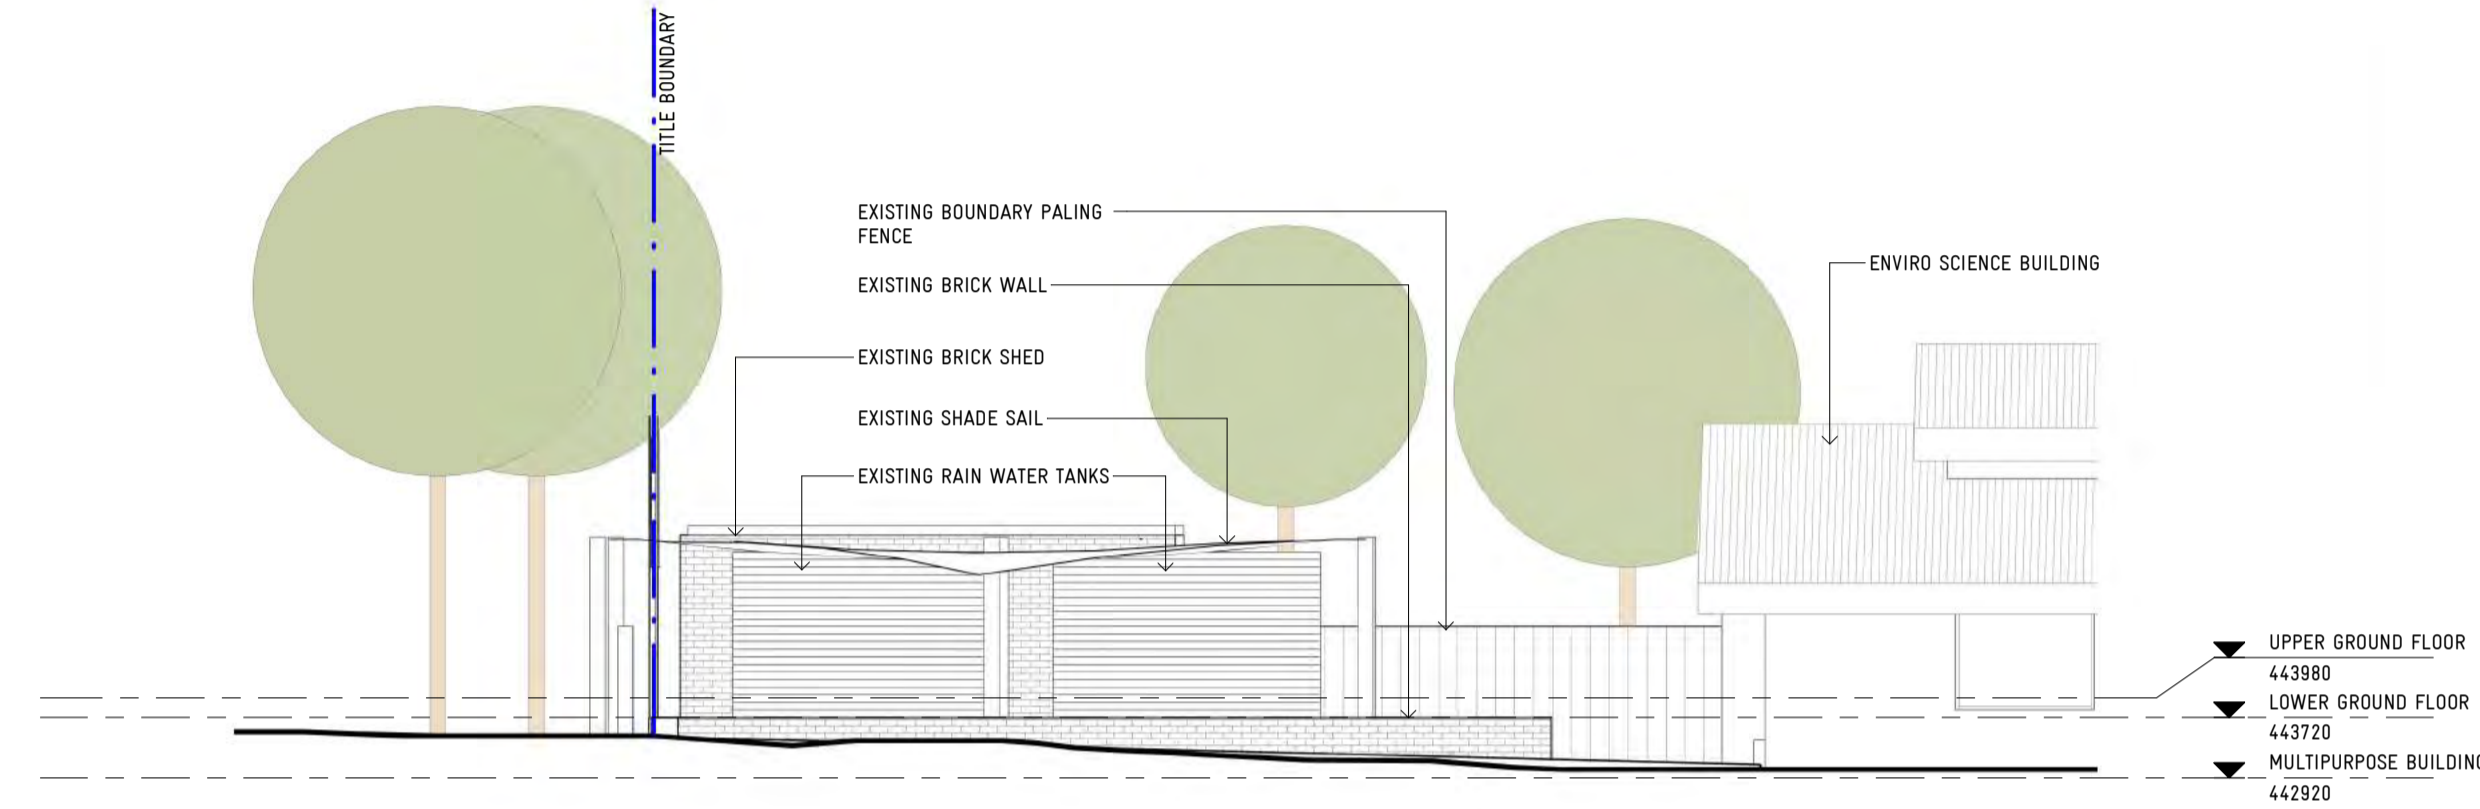 TITLE BOUNDARY
EXISTING BOUNDARY PALING
FENCE
EXISTING BRICK WALL
EXISTING BRICK SHED
EXISTING SHADE SAIL
EXISTING RAIN WATER TANKS
ENVIRO SCIENCE BUILDING
UPPER GROUND FLOOR
443980
LOWER GROUND FLOOR
443720
MULTIPURPOSE BUILDING
442920